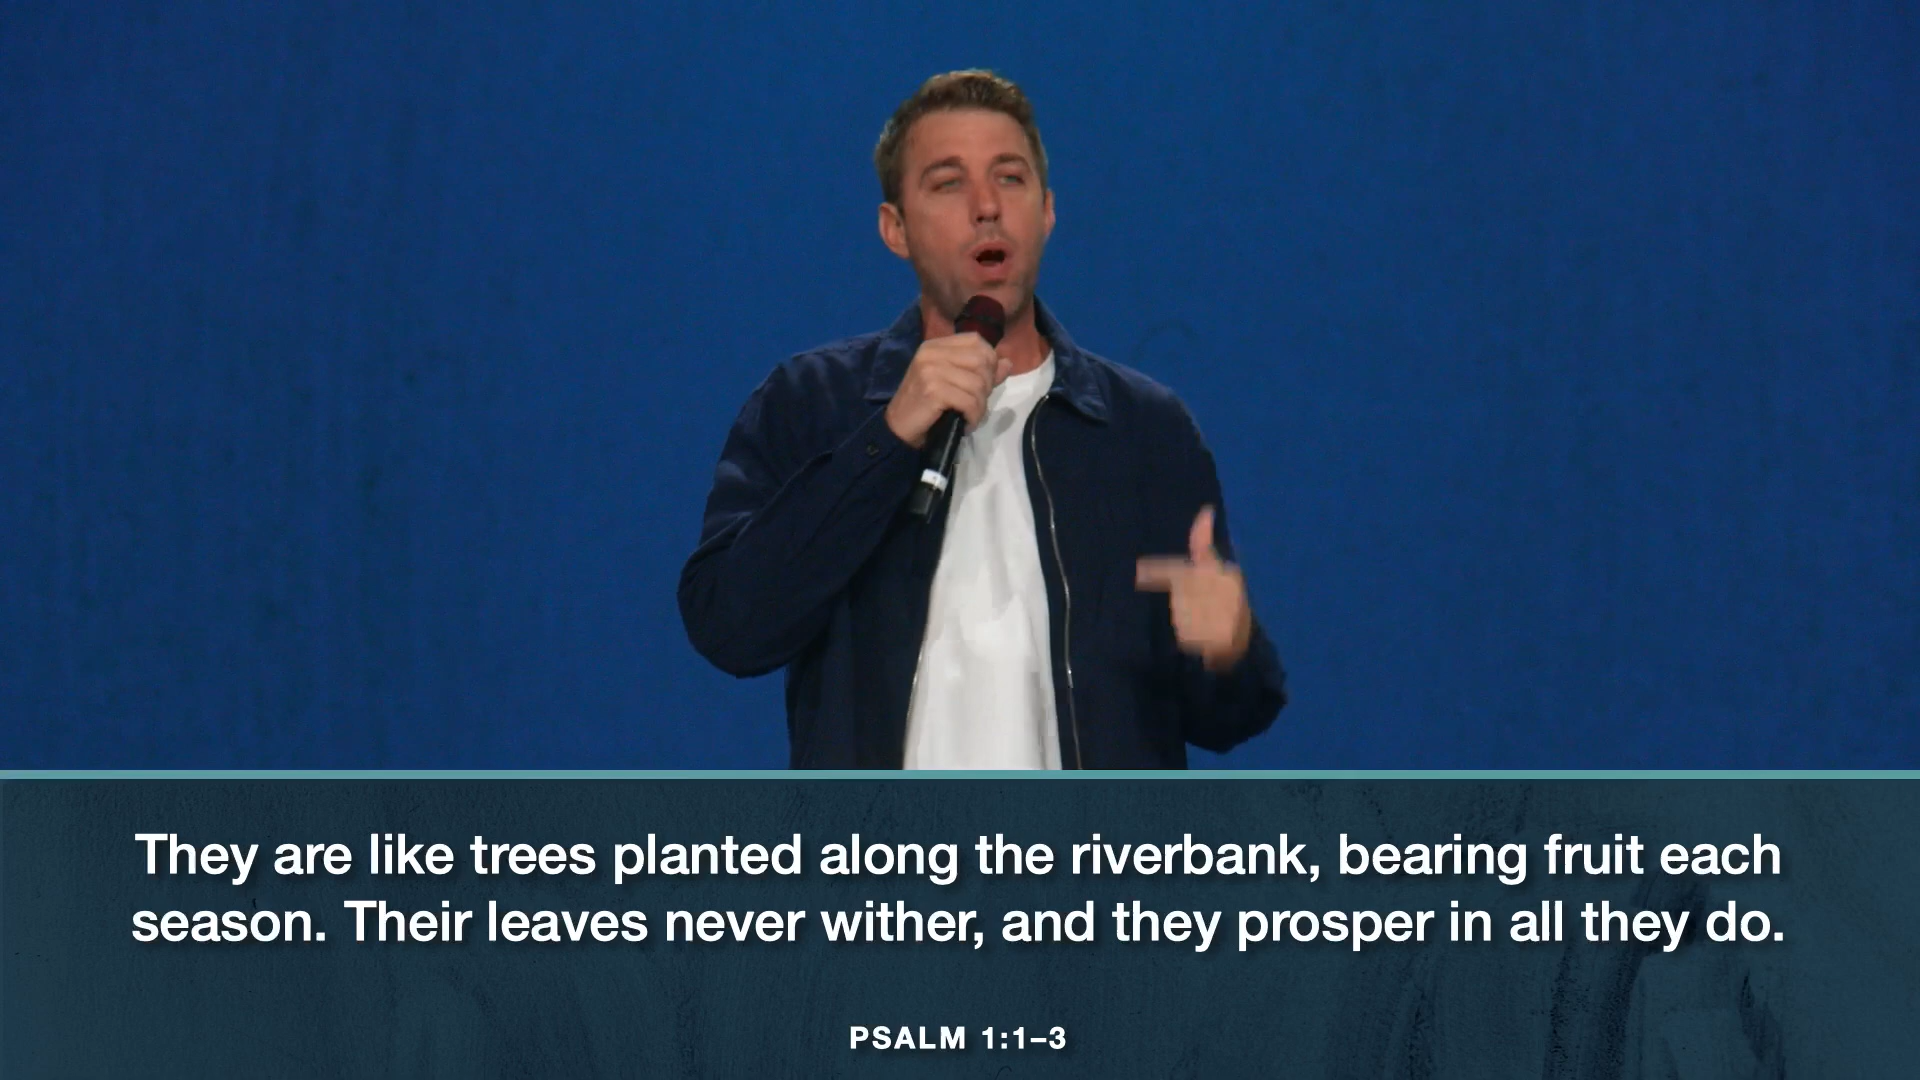 They are like trees planted along the riverbank, bearing fruit each
season. Their leaves never wither, and they prosper in all they do.
PSALM 1:1–3